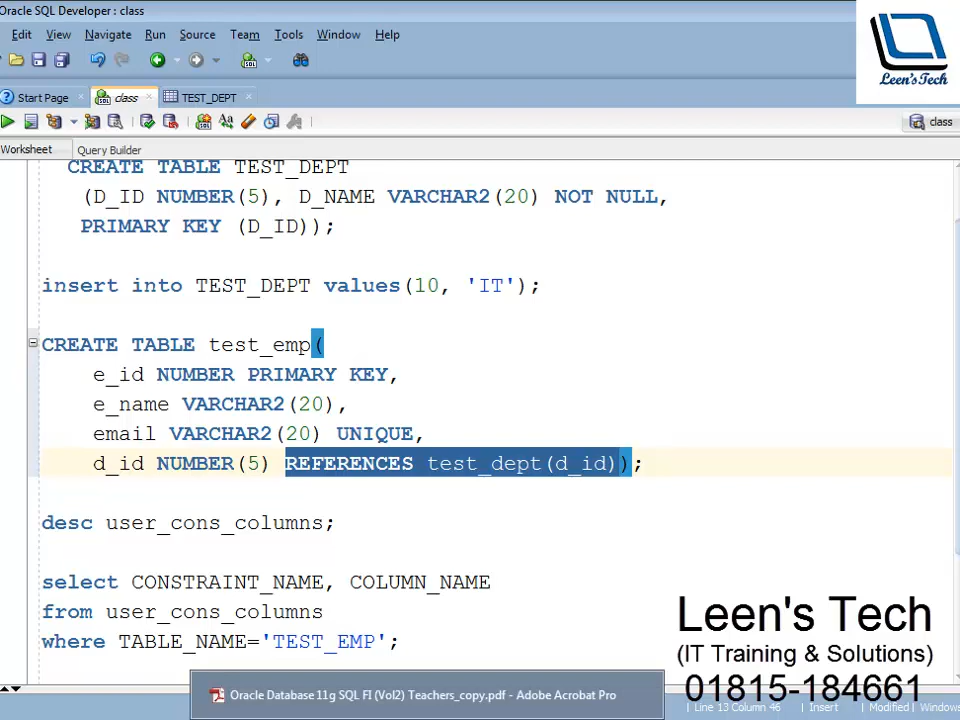 Oracle SQL Developer : class
Edit View Navigate Run Source Team Tools Window Help
Leen'sTech
Start Page class TEST_DEPT
class
Worksheet Query Builder
CREATE TABLE TEST_DEPT
(D_ID NUMBER(5), D_NAME VARCHAR2(20) NOT NULL,
PRIMARY KEY (D_ID));
insert into TEST_DEPT values(10, 'IT');
CREATE TABLE test_emp(
e_id NUMBER PRIMARY KEY,
e_name VARCHAR2(20),
email VARCHAR2(20) UNIQUE,
d_id NUMBER(5) REFERENCES test_dept(d_id));
desc user_cons_columns;
select CONSTRAINT_NAME, COLUMN_NAME
from user_cons_columns
where TABLE_NAME='TEST_EMP';
Leen's Tech
(IT Training & Solutions)
01815-184661
Oracle Database 11g SQL FI (Vol2) Teachers_copy.pdf - Adobe Acrobat Pro
Line 13 Column 46 Insert Modified Windows